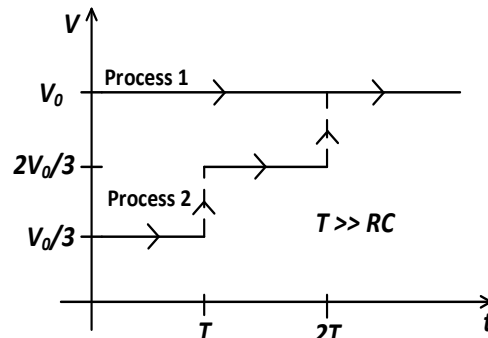 V
Process 1
V₀
2V₀/3
Process 2
T >> RC
V₀/3
T
2T
t